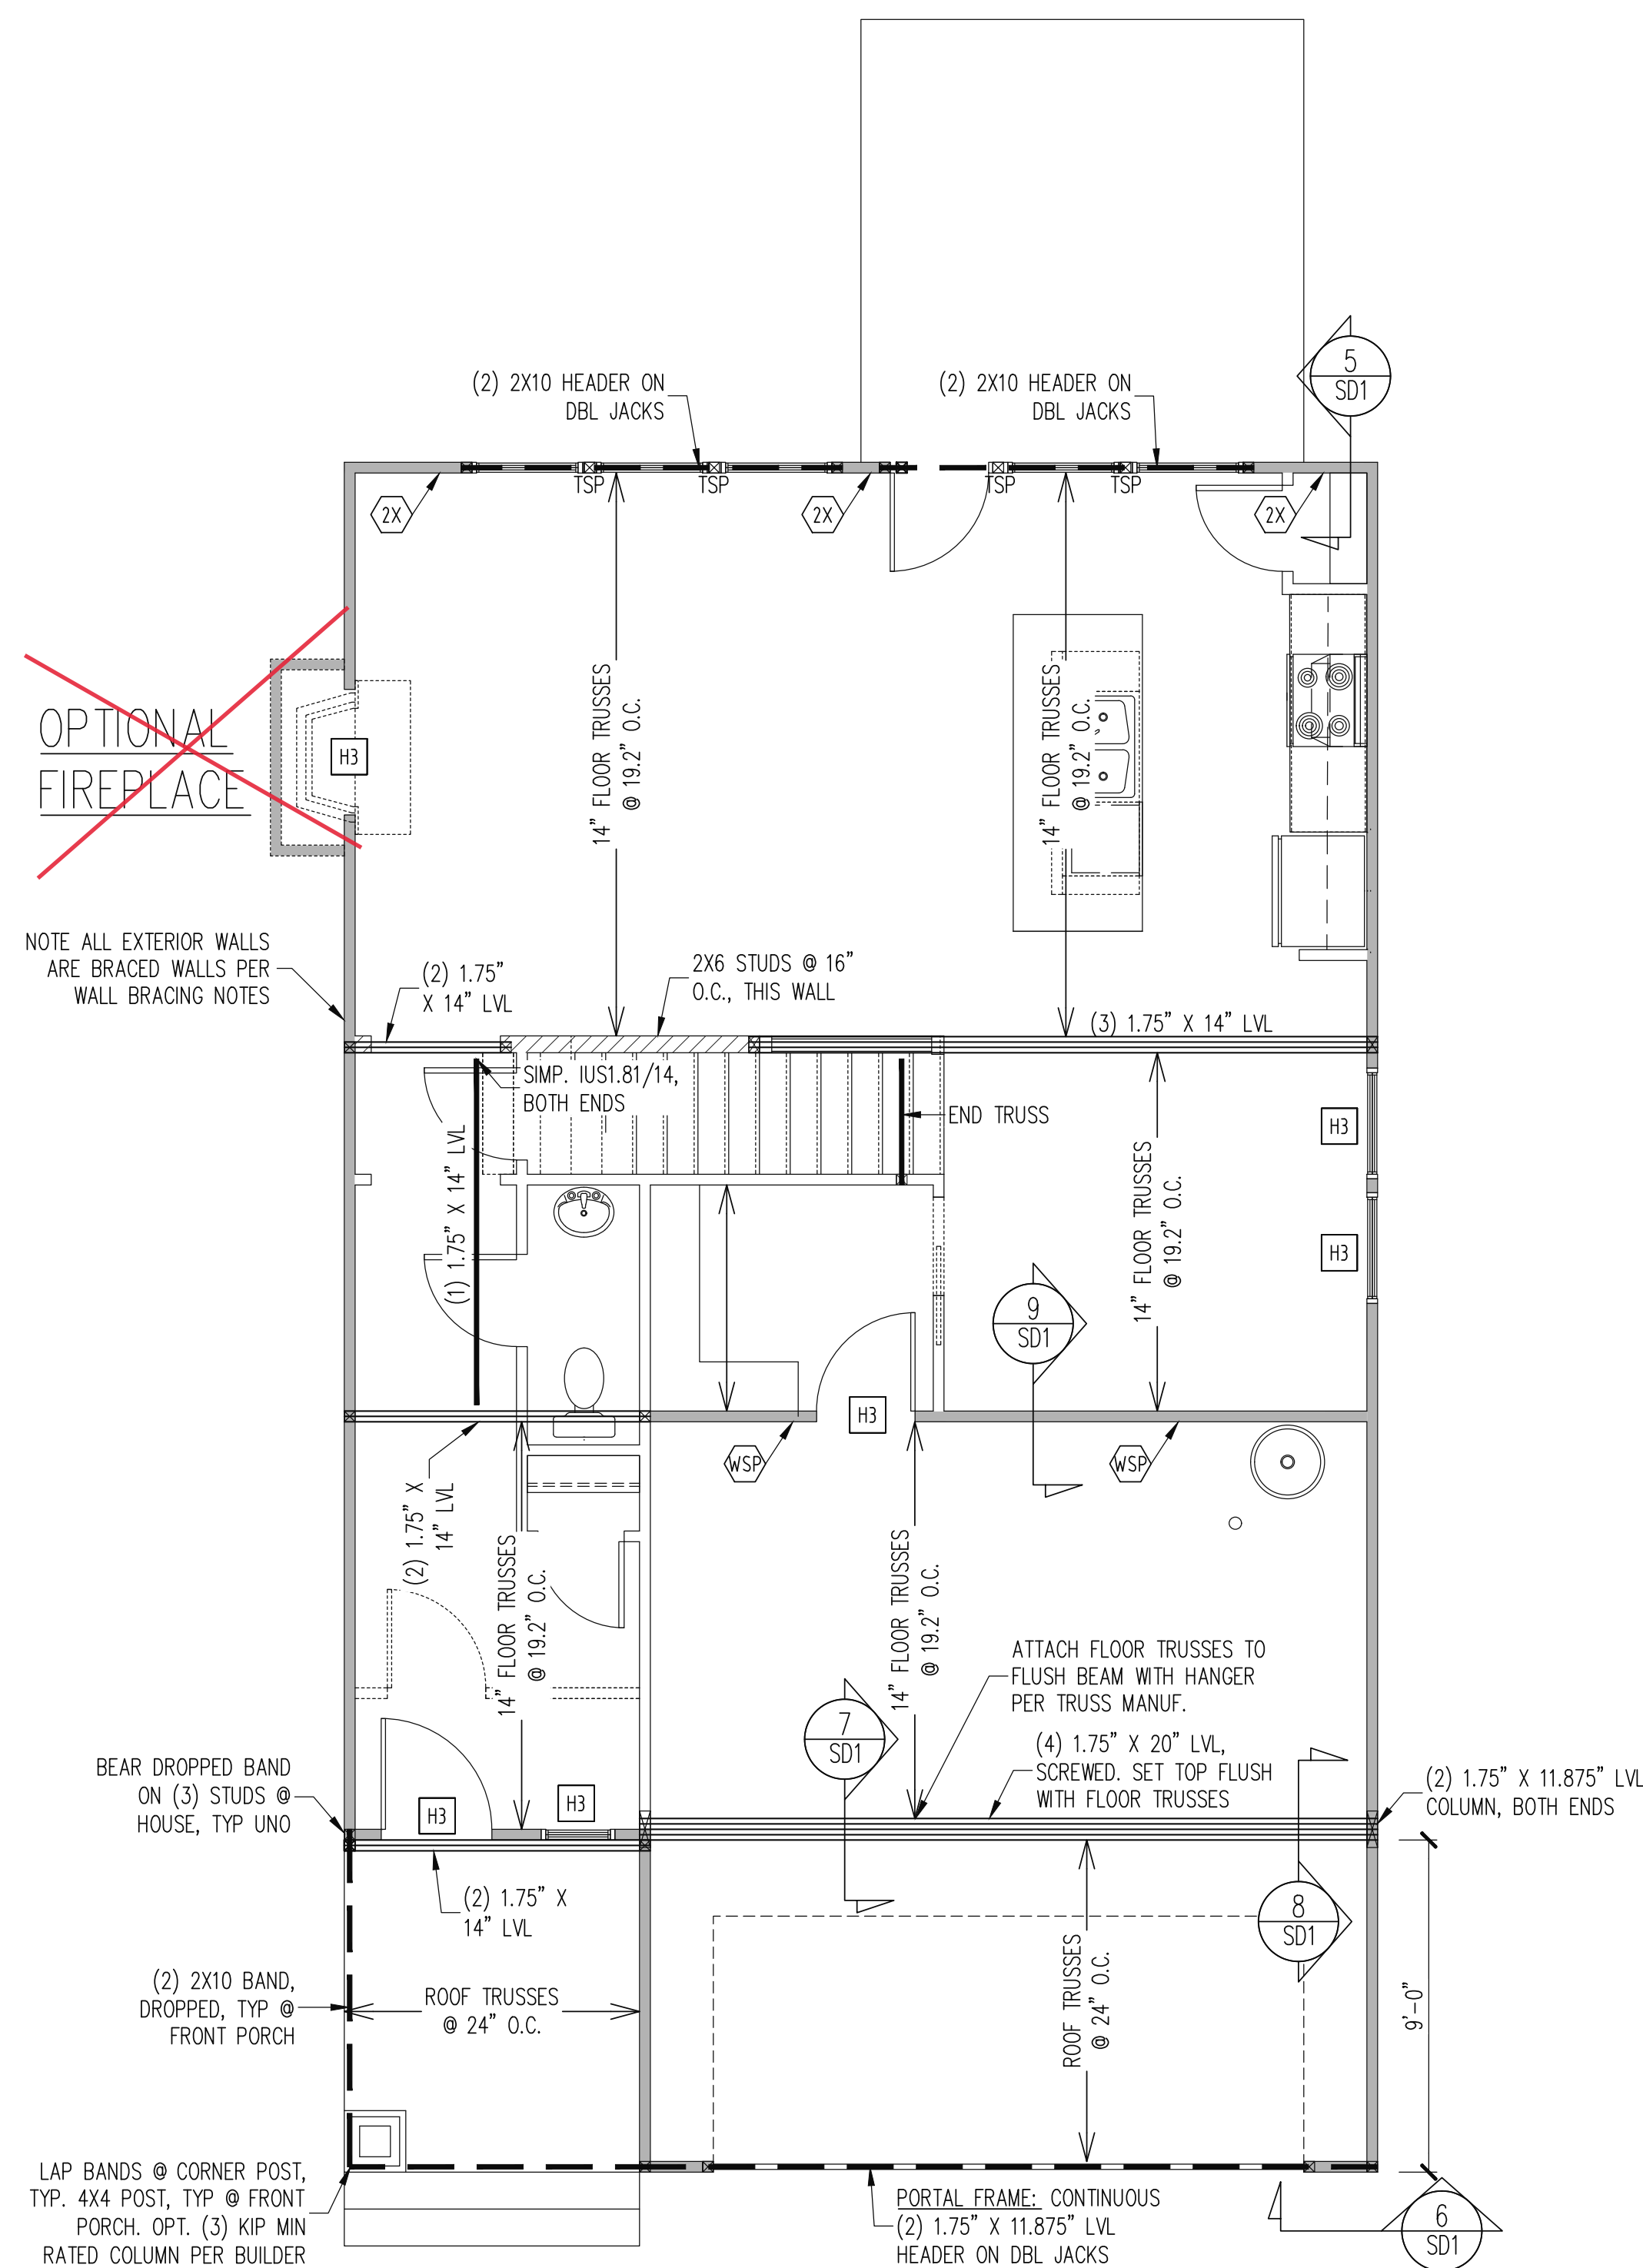 5
SD1
(2) 2X10 HEADER ON
DBL JACKS
(2) 2X10 HEADER ON
DBL JACKS
TSP
TSP
TSP
TSP
2X
2X
2X
OPTIONAL
FIREPLACE
H3
14" FLOOR TRUSSES
@ 19.2" O.C.
14" FLOOR TRUSSES
@ 19.2" O.C.
NOTE ALL EXTERIOR WALLS
ARE BRACED WALLS PER
WALL BRACING NOTES
(2) 1.75"
X 14" LVL
2X6 STUDS @ 16"
O.C., THIS WALL
(3) 1.75" X 14" LVL
SIMP. IUS1.81/14,
BOTH ENDS
END TRUSS
(1) 1.75" X 14" LVL
14" FLOOR TRUSSES
@ 19.2" O.C.
H3
H3
9
SD1
H3
WSP
WSP
(2) 1.75" X
14" LVL
14" FLOOR TRUSSES
@ 19.2" O.C.
14" FLOOR TRUSSES
@ 19.2" O.C.
ATTACH FLOOR TRUSSES TO
FLUSH BEAM WITH HANGER
PER TRUSS MANUF.
7
SD1
(4) 1.75" X 20" LVL,
SCREWED. SET TOP FLUSH
WITH FLOOR TRUSSES
(2) 1.75" X 11.875" LVL
COLUMN, BOTH ENDS
BEAR DROPPED BAND
ON (3) STUDS @
HOUSE, TYP UNO
H3
H3
(2) 1.75" X
14" LVL
8
SD1
(2) 2X10 BAND,
DROPPED, TYP @
FRONT PORCH
ROOF TRUSSES
@ 24" O.C.
ROOF TRUSSES
@ 24" O.C.
9'-0"
LAP BANDS @ CORNER POST,
TYP. 4X4 POST, TYP @ FRONT
PORCH. OPT. (3) KIP MIN
RATED COLUMN PER BUILDER
PORTAL FRAME: CONTINUOUS
(2) 1.75" X 11.875" LVL
HEADER ON DBL JACKS
6
SD1